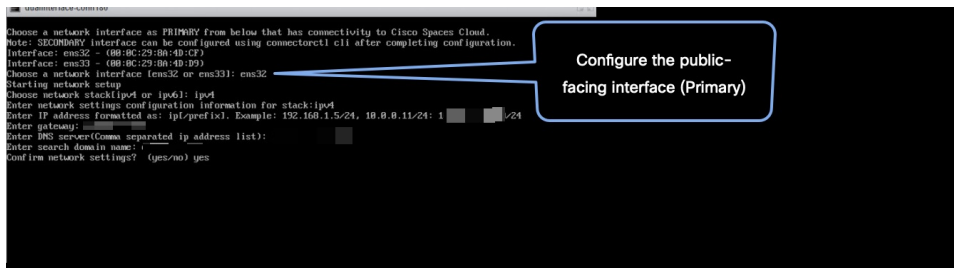 dualinterface-conn180
Choose a network interface as PRIMARY from below that has connectivity to Cisco Spaces Cloud.
Note: SECONDARY interface can be configured using connectorctl cli after completing configuration.
Interface: ens32 - (00:0C:29:8A:4D:CF)
Interface: ens33 - (00:0C:29:8A:4D:D9)
Choose a network interface [ens32 or ens33]: ens32
Starting network setup
Choose network stack[ipv4 or ipv6]: ipv4
Enter network settings configuration information for stack:ipv4
Enter IP address formatted as: ip[/prefix]. Example: 192.168.1.5/24, 10.0.0.11/24: 1 /24
Enter gateway:
Enter DNS server(Comma separated ip address list):
Enter search domain name:
Confirm network settings? (yes/no) yes
Configure the public-
facing interface (Primary)